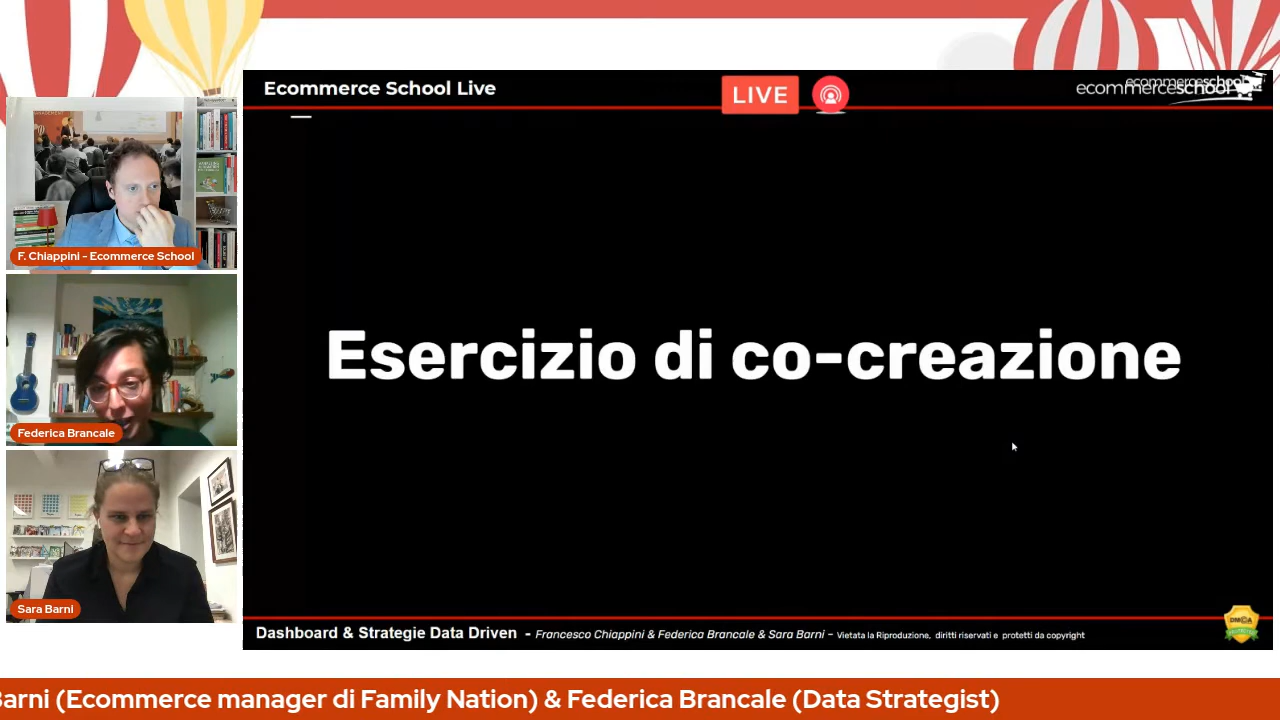 Ecommerce School Live
LIVE
ecommerceschool
ecommerceschool
F. Chiappini - Ecommerce School
Federica Brancale
Sara Barni
Esercizio di co-creazione
Dashboard & Strategie Data Driven - Francesco Chiappini & Federica Brancale & Sara Barni – Vietata la Riproduzione, diritti riservati e protetti da copyright
DMCA
Barni (Ecommerce manager di Family Nation) & Federica Brancale (Data Strategist)